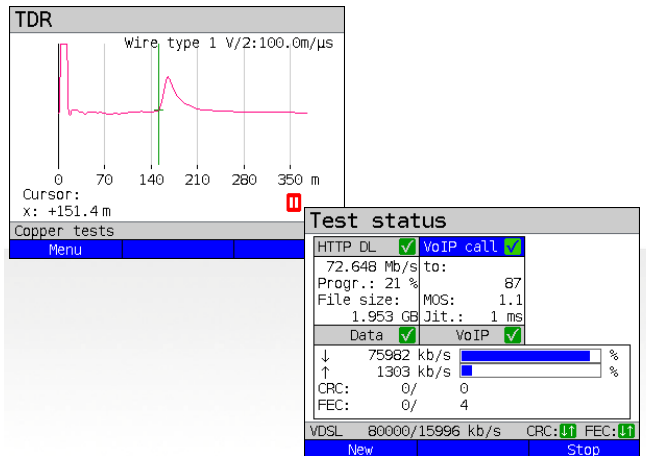 TDR
Wire type 1 V/2:100.0m/µs
0 70 140 210 280 350 m
Cursor:
x: +151.4 m
Copper tests
Menu
Test status
HTTP DL VoIP call
72.648 Mb/s to:
Progr.: 21 % 87
File size: MOS: 1.1
1.953 GB Jit.: 1 ms
Data VoIP
↓ 75982 kb/s %
↑ 1303 kb/s %
CRC: 0/ 0
FEC: 0/ 4
VDSL 80000/15996 kb/s CRC:↓↑ FEC:↓↑
New Stop